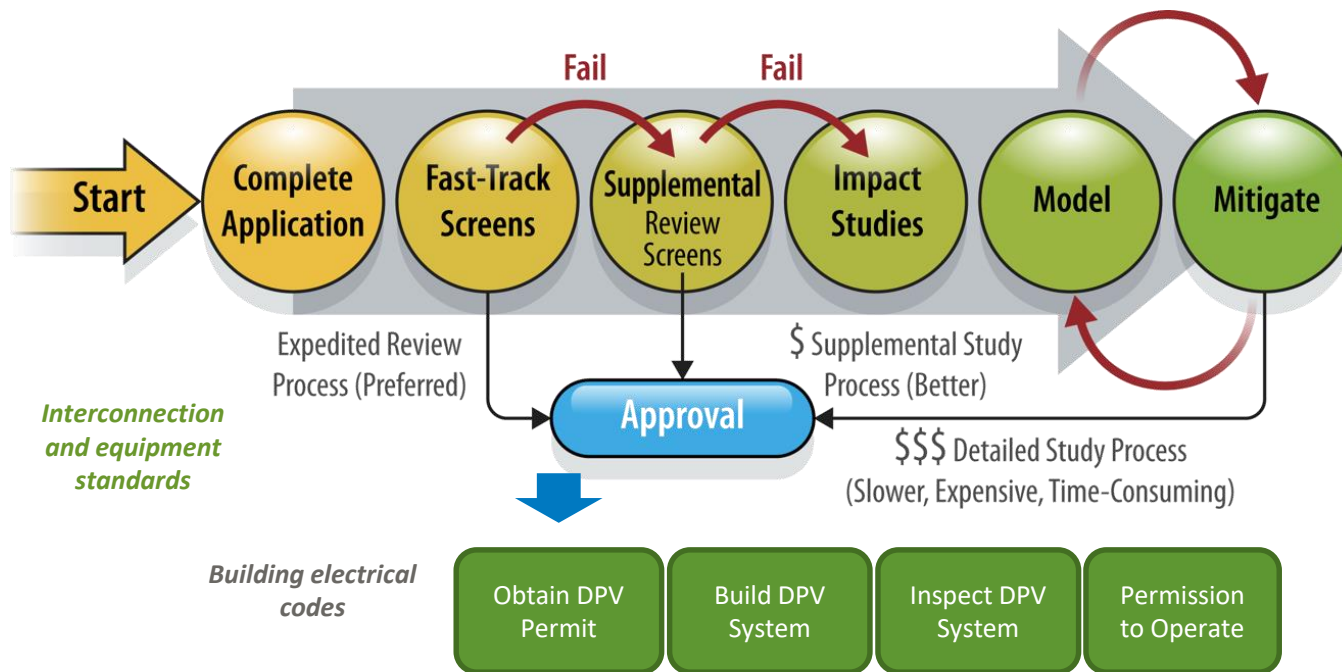 Fail
Fail
Start
Complete
Application
Fast-Track
Screens
Supplemental
Review
Screens
Impact
Studies
Model
Mitigate
Expedited Review
Process (Preferred)
$ Supplemental Study
Process (Better)
Approval
$$$ Detailed Study Process
(Slower, Expensive, Time-Consuming)
Interconnection
and equipment
standards
Building electrical
codes
Obtain DPV
Permit
Build DPV
System
Inspect DPV
System
Permission
to Operate